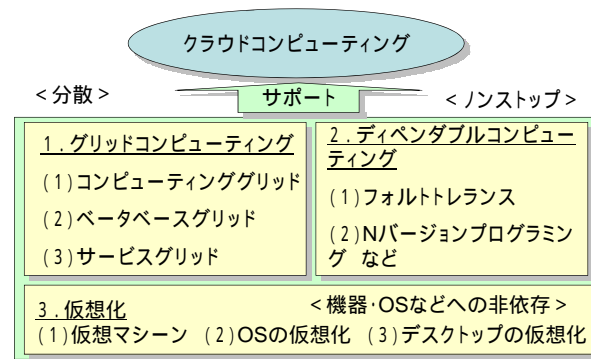 クラウドコンピューティング
<分散>
サポート
<ノンストップ>
1.グリッドコンピューティング
(1)コンピューティンググリッド
(2)ベータベースグリッド
(3)サービスグリッド
2.ディペンダブルコンピュー
ティング
(1)フォルトトレランス
(2)Nバージョンプログラミン
グ など
3.仮想化
<機器・OSなどへの非依存>
(1)仮想マシーン (2)OSの仮想化 (3)デスクトップの仮想化